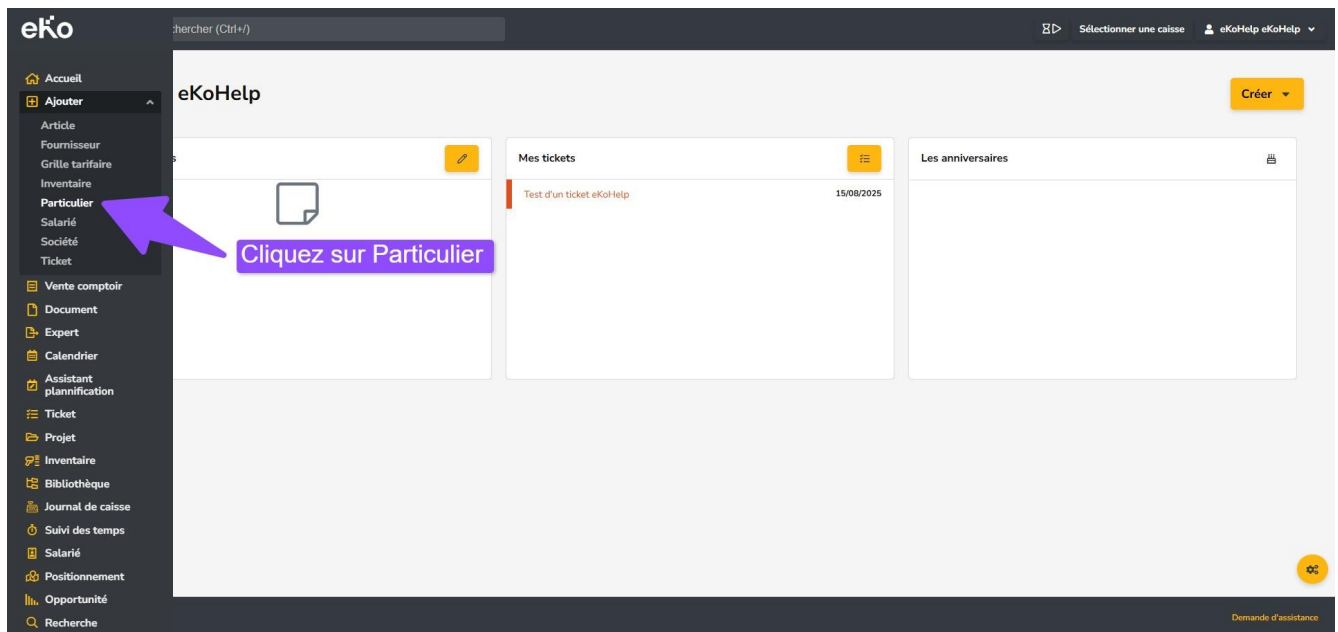 eKo
chercher (Ctrl+/)
Sélectionner une caisse
eKoHelp eKoHelp
Accueil
Ajouter
Article
Fournisseur
Grille tarifaire
Inventaire
Particulier
Salarié
Société
Ticket
Vente comptoir
Document
Expert
Calendrier
Assistant
plannification
Ticket
Projet
Inventaire
Bibliothèque
Journal de caisse
Suivi des temps
Salarié
Positionnement
Opportunité
Recherche
eKoHelp
Créer
s
Mes tickets
Test d'un ticket eKoHelp
15/08/2025
Les anniversaires
Cliquez sur Particulier
Demande d'assistance